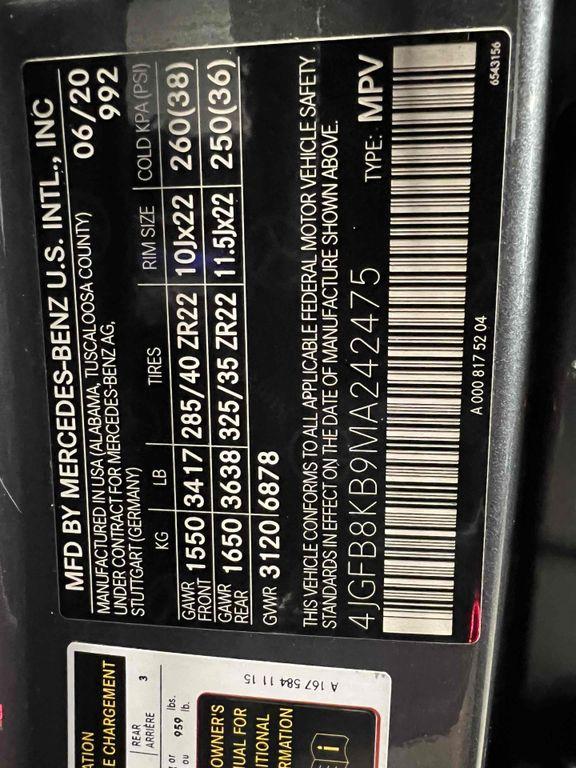 MFD BY MERCEDES-BENZ U.S. INTL., INC
MANUFACTURED IN USA (ALABAMA, TUSCALOOSA COUNTY) 06/20
UNDER CONTRACT FOR MERCEDES-BENZ AG, 992
STUTTGART (GERMANY)
KG LB TIRES RIM SIZE COLD KPA (PSI)
GAWR FRONT 1550 3417 285/40 ZR22 10Jx22 260(38)
GAWR REAR 1650 3638 325/35 ZR22 11.5Jx22 250(36)
GVWR 3120 6878
THIS VEHICLE CONFORMS TO ALL APPLICABLE FEDERAL MOTOR VEHICLE SAFETY
STANDARDS IN EFFECT ON THE DATE OF MANUFACTURE SHOWN ABOVE.
4JGFB8KB9MA242475 TYPE: MPV
A 000 817 52 04
6543156
A 167 584 11 15
ATION
E CHARGEMENT
REAR 3
ARRIÈRE
or 959 lbs.
ou lb.
OWNER'S
UAL FOR
ITIONAL
RMATION
i